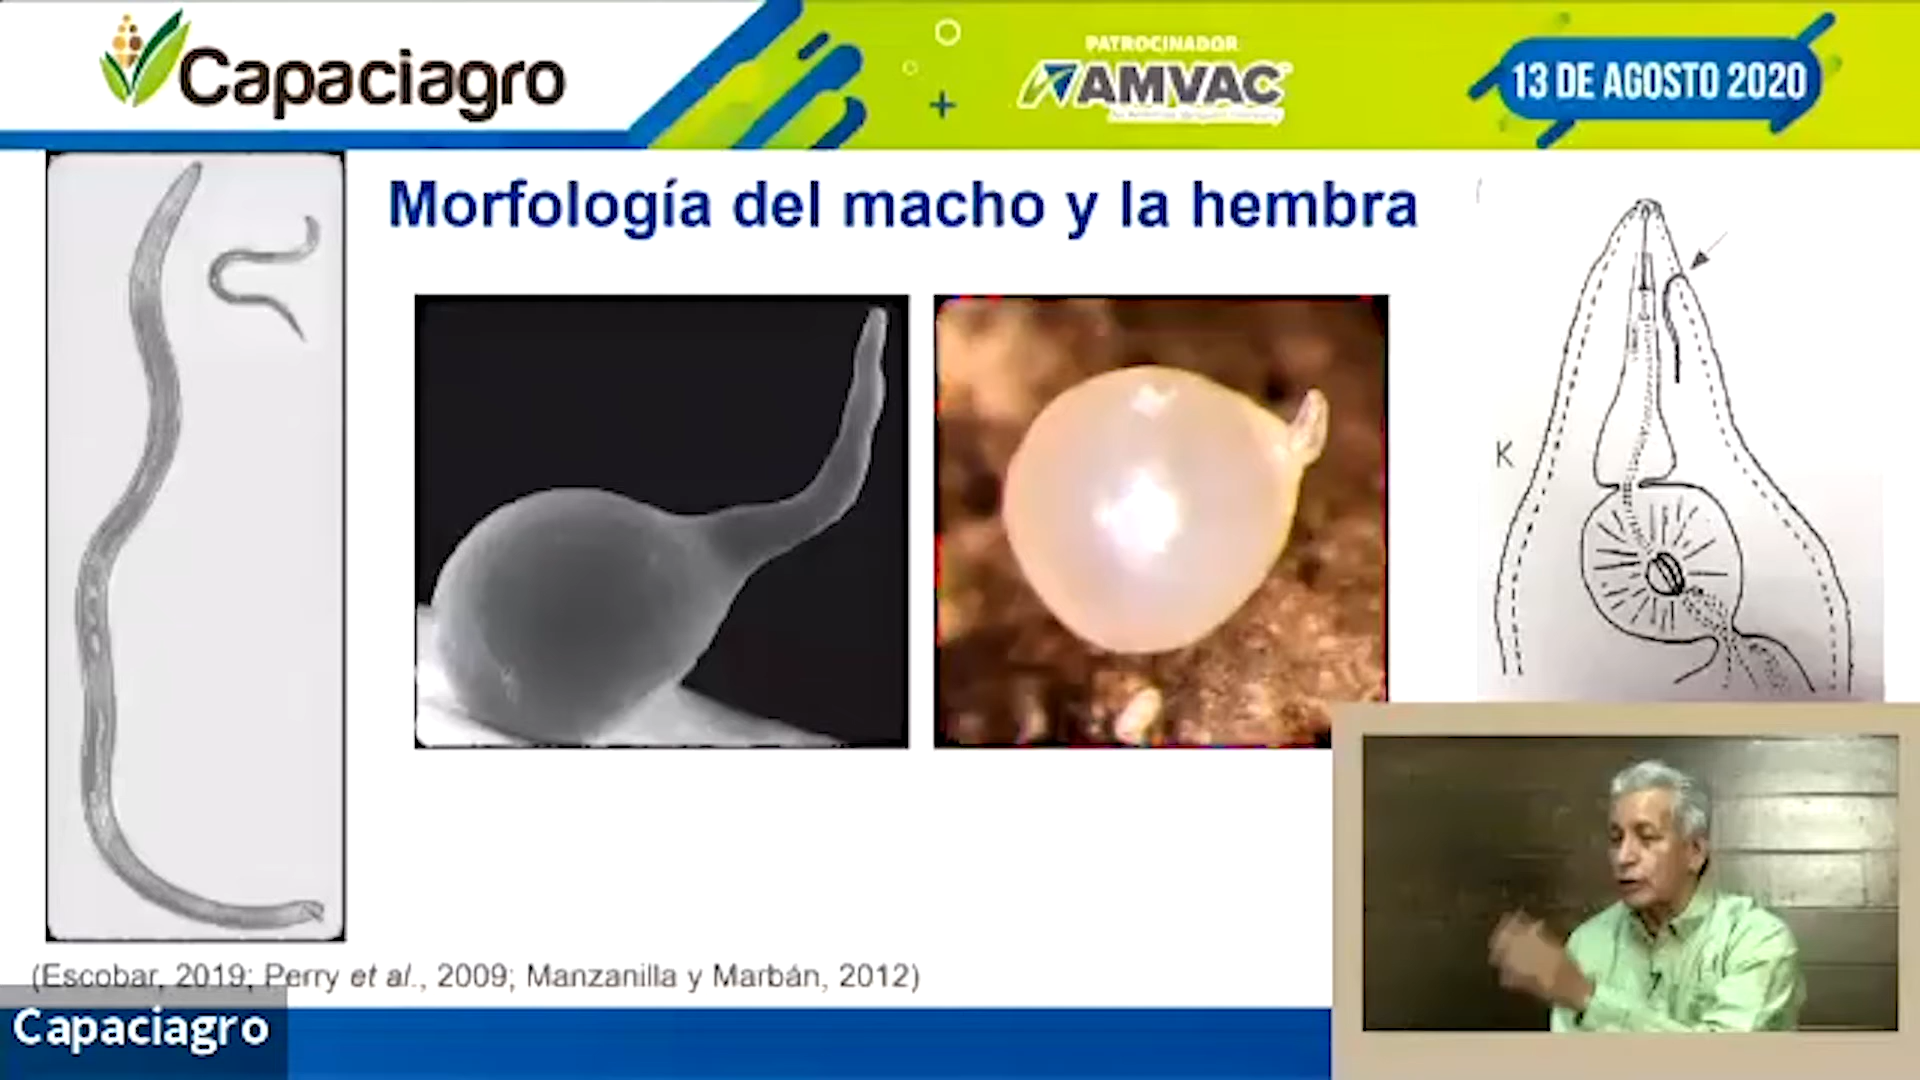 Capaciagro
PATROCINADOR
AMVAC
13 DE AGOSTO 2020
Morfología del macho y la hembra
K
(Escobar, 2019; Perry et al., 2009; Manzanilla y Marbán, 2012)
Capaciagro